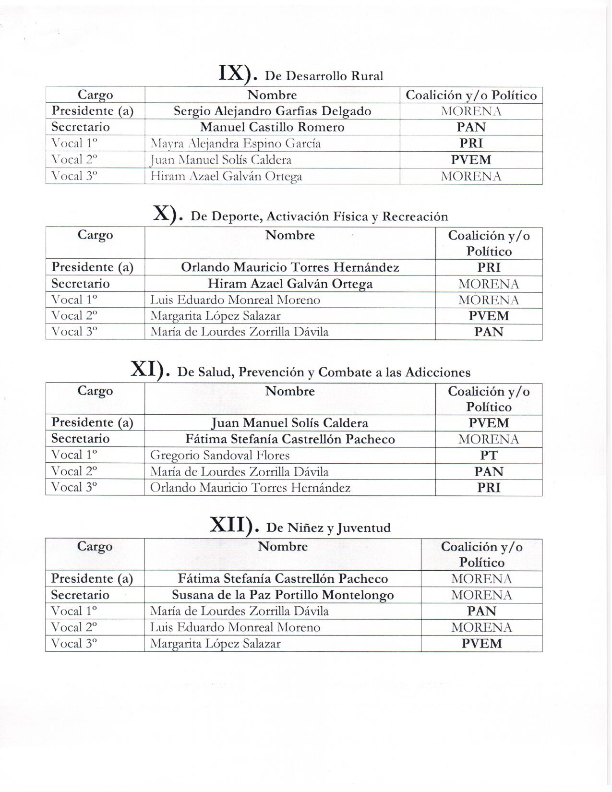 IX). De Desarrollo Rural
Cargo Nombre Coalición y/o Político
Presidente (a) Sergio Alejandro Garfias Delgado MORENA
Secretario Manuel Castillo Romero PAN
Vocal 1º Mayra Alejandra Espino García PRI
Vocal 2º Juan Manuel Solís Caldera PVEM
Vocal 3º Hiram Azael Galván Ortega MORENA
X). De Deporte, Activación Física y Recreación
Cargo Nombre Coalición y/o
Político
Presidente (a) Orlando Mauricio Torres Hernández PRI
Secretario Hiram Azael Galván Ortega MORENA
Vocal 1º Luis Eduardo Monreal Moreno MORENA
Vocal 2º Margarita López Salazar PVEM
Vocal 3º María de Lourdes Zorrilla Dávila PAN
XI). De Salud, Prevención y Combate a las Adicciones
Cargo Nombre Coalición y/o
Político
Presidente (a) Juan Manuel Solís Caldera PVEM
Secretario Fátima Stefanía Castrellón Pacheco MORENA
Vocal 1º Gregorio Sandoval Flores PT
Vocal 2º María de Lourdes Zorrilla Dávila PAN
Vocal 3º Orlando Mauricio Torres Hernández PRI
XII). De Niñez y Juventud
Cargo Nombre Coalición y/o
Político
Presidente (a) Fátima Stefanía Castrellón Pacheco MORENA
Secretario Susana de la Paz Portillo Montelongo MORENA
Vocal 1º María de Lourdes Zorrilla Dávila PAN
Vocal 2º Luis Eduardo Monreal Moreno MORENA
Vocal 3º Margarita López Salazar PVEM